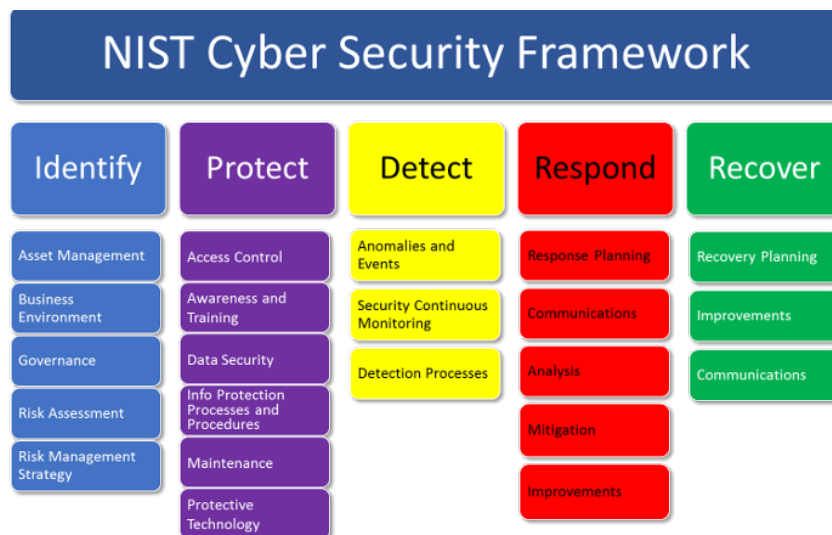 NIST Cyber Security Framework
Identify
Protect
Detect
Respond
Recover
Asset Management
Business
Environment
Governance
Risk Assessment
Risk Management
Strategy
Access Control
Awareness and
Training
Data Security
Info Protection
Processes and
Procedures
Maintenance
Protective
Technology
Anomalies and
Events
Security Continuous
Monitoring
Detection Processes
Response Planning
Communications
Analysis
Mitigation
Improvements
Recovery Planning
Improvements
Communications